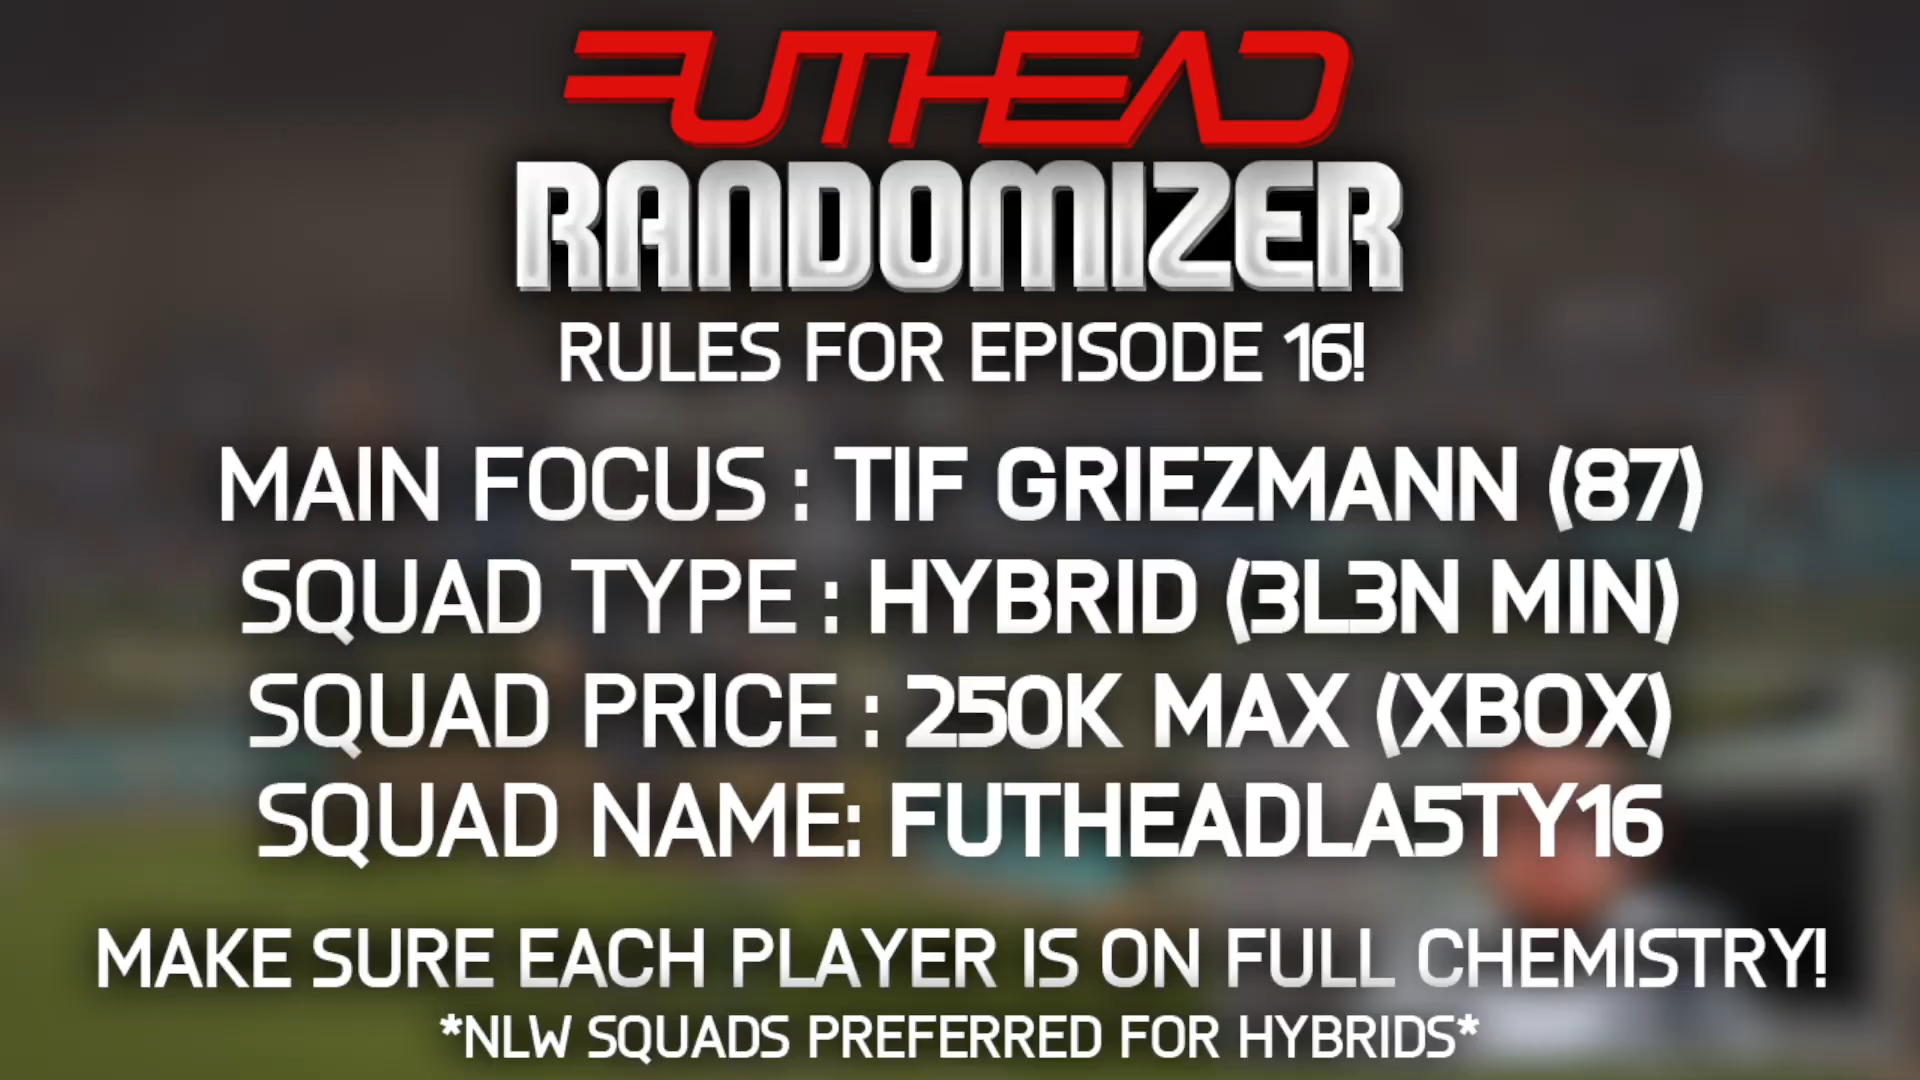 FUTHEAD
RANDOMIZER
RULES FOR EPISODE 16!
MAIN FOCUS : TIF GRIEZMANN (87)
SQUAD TYPE : HYBRID (3L3N MIN)
SQUAD PRICE : 250K MAX (XBOX)
SQUAD NAME: FUTHEADLA5TY16
MAKE SURE EACH PLAYER IS ON FULL CHEMISTRY!
*NLW SQUADS PREFERRED FOR HYBRIDS*